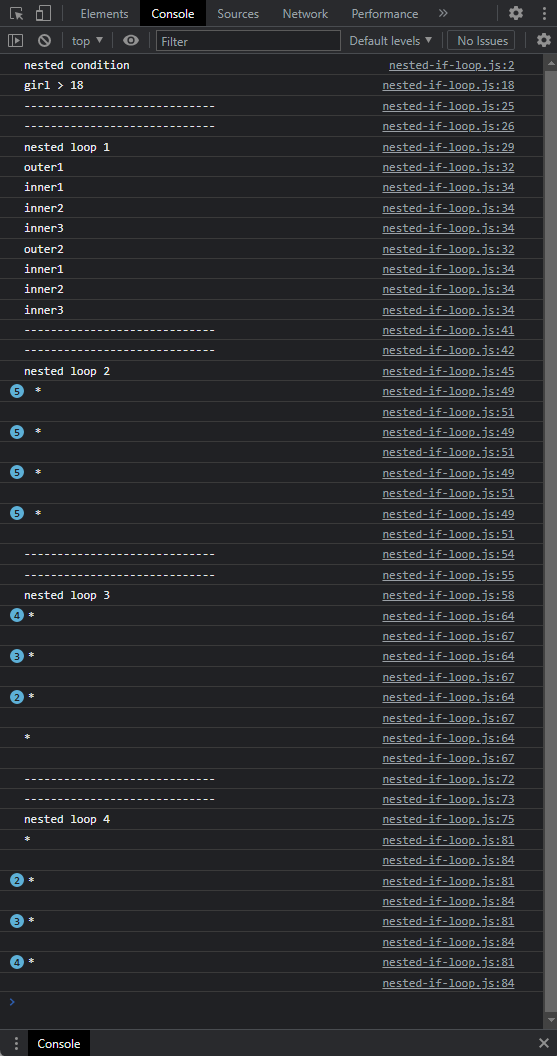 Elements Console Sources Network Performance »
top ▼ Filter Default levels ▼ No Issues
nested condition nested-if-loop.js:2
girl > 18 nested-if-loop.js:18
----------------------------- nested-if-loop.js:25
----------------------------- nested-if-loop.js:26
nested loop 1 nested-if-loop.js:29
outer1 nested-if-loop.js:32
inner1 nested-if-loop.js:34
inner2 nested-if-loop.js:34
inner3 nested-if-loop.js:34
outer2 nested-if-loop.js:32
inner1 nested-if-loop.js:34
inner2 nested-if-loop.js:34
inner3 nested-if-loop.js:34
----------------------------- nested-if-loop.js:41
----------------------------- nested-if-loop.js:42
nested loop 2 nested-if-loop.js:45
5 * nested-if-loop.js:49
nested-if-loop.js:51
5 * nested-if-loop.js:49
nested-if-loop.js:51
5 * nested-if-loop.js:49
nested-if-loop.js:51
5 * nested-if-loop.js:49
nested-if-loop.js:51
----------------------------- nested-if-loop.js:54
----------------------------- nested-if-loop.js:55
nested loop 3 nested-if-loop.js:58
4 * nested-if-loop.js:64
nested-if-loop.js:67
3 * nested-if-loop.js:64
nested-if-loop.js:67
2 * nested-if-loop.js:64
nested-if-loop.js:67
* nested-if-loop.js:64
nested-if-loop.js:67
----------------------------- nested-if-loop.js:72
----------------------------- nested-if-loop.js:73
nested loop 4 nested-if-loop.js:75
* nested-if-loop.js:81
nested-if-loop.js:84
2 * nested-if-loop.js:81
nested-if-loop.js:84
3 * nested-if-loop.js:81
nested-if-loop.js:84
4 * nested-if-loop.js:81
nested-if-loop.js:84
>
Console